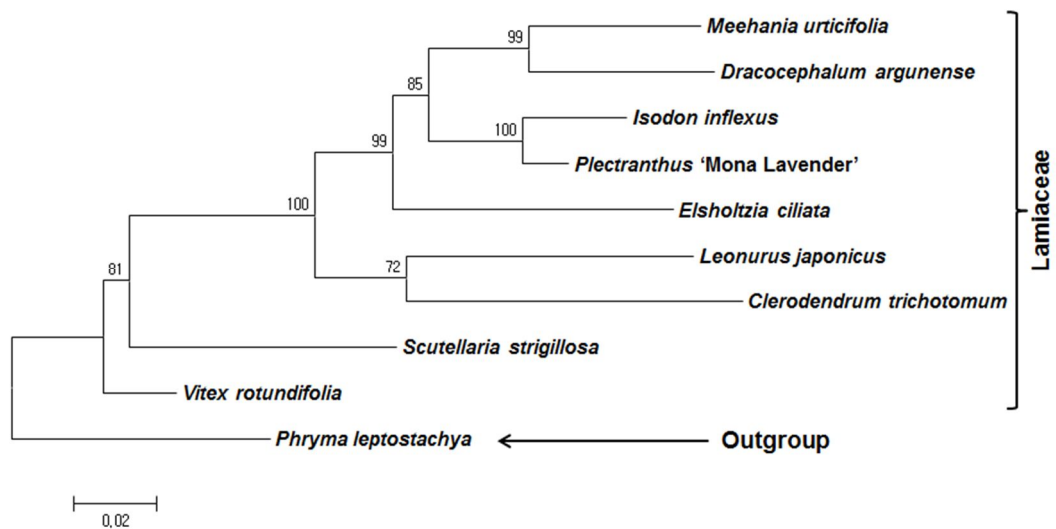 99
Meehania urticifolia
85
Dracocephalum argunense
Isodon inflexus
99
100
Plectranthus ‘Mona Lavender’
100
Elsholtzia ciliata
Lamiaceae
81
72
Leonurus japonicus
Clerodendrum trichotomum
Scutellaria strigillosa
Vitex rotundifolia
Phryma leptostachya
Outgroup
0,02